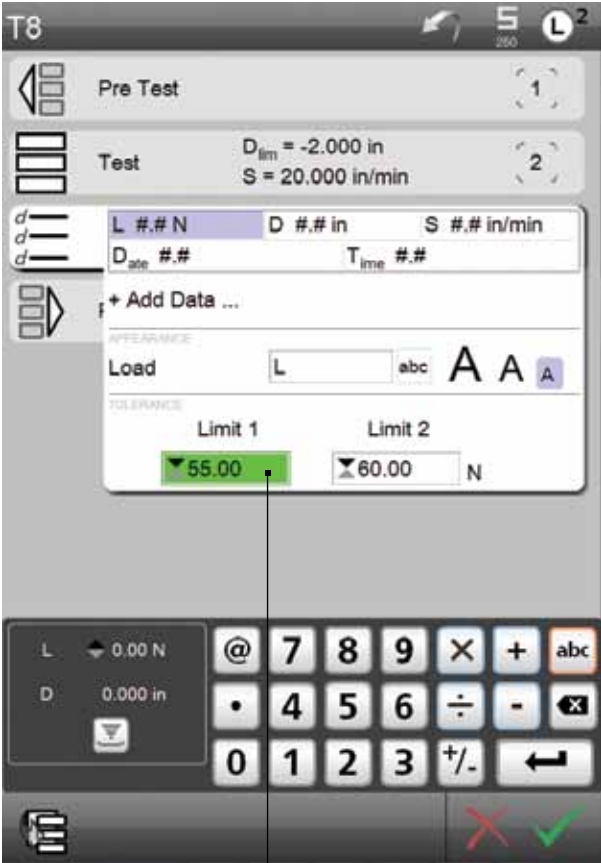 T8
S L 2
250
Pre Test 1
Test D lim = -2.000 in 2
S = 20.000 in/min
d
d
d
L #.# N D #.# in S #.# in/min
Date #.# Time #.#
+ Add Data ...
APPEARANCE
Load L abc A A A
TOLERANCE
Limit 1 Limit 2
55.00 60.00 N
L 0.00 N
D 0.000 in
@ 7 8 9 × + abc
. 4 5 6 ÷ -
0 1 2 3 +/-